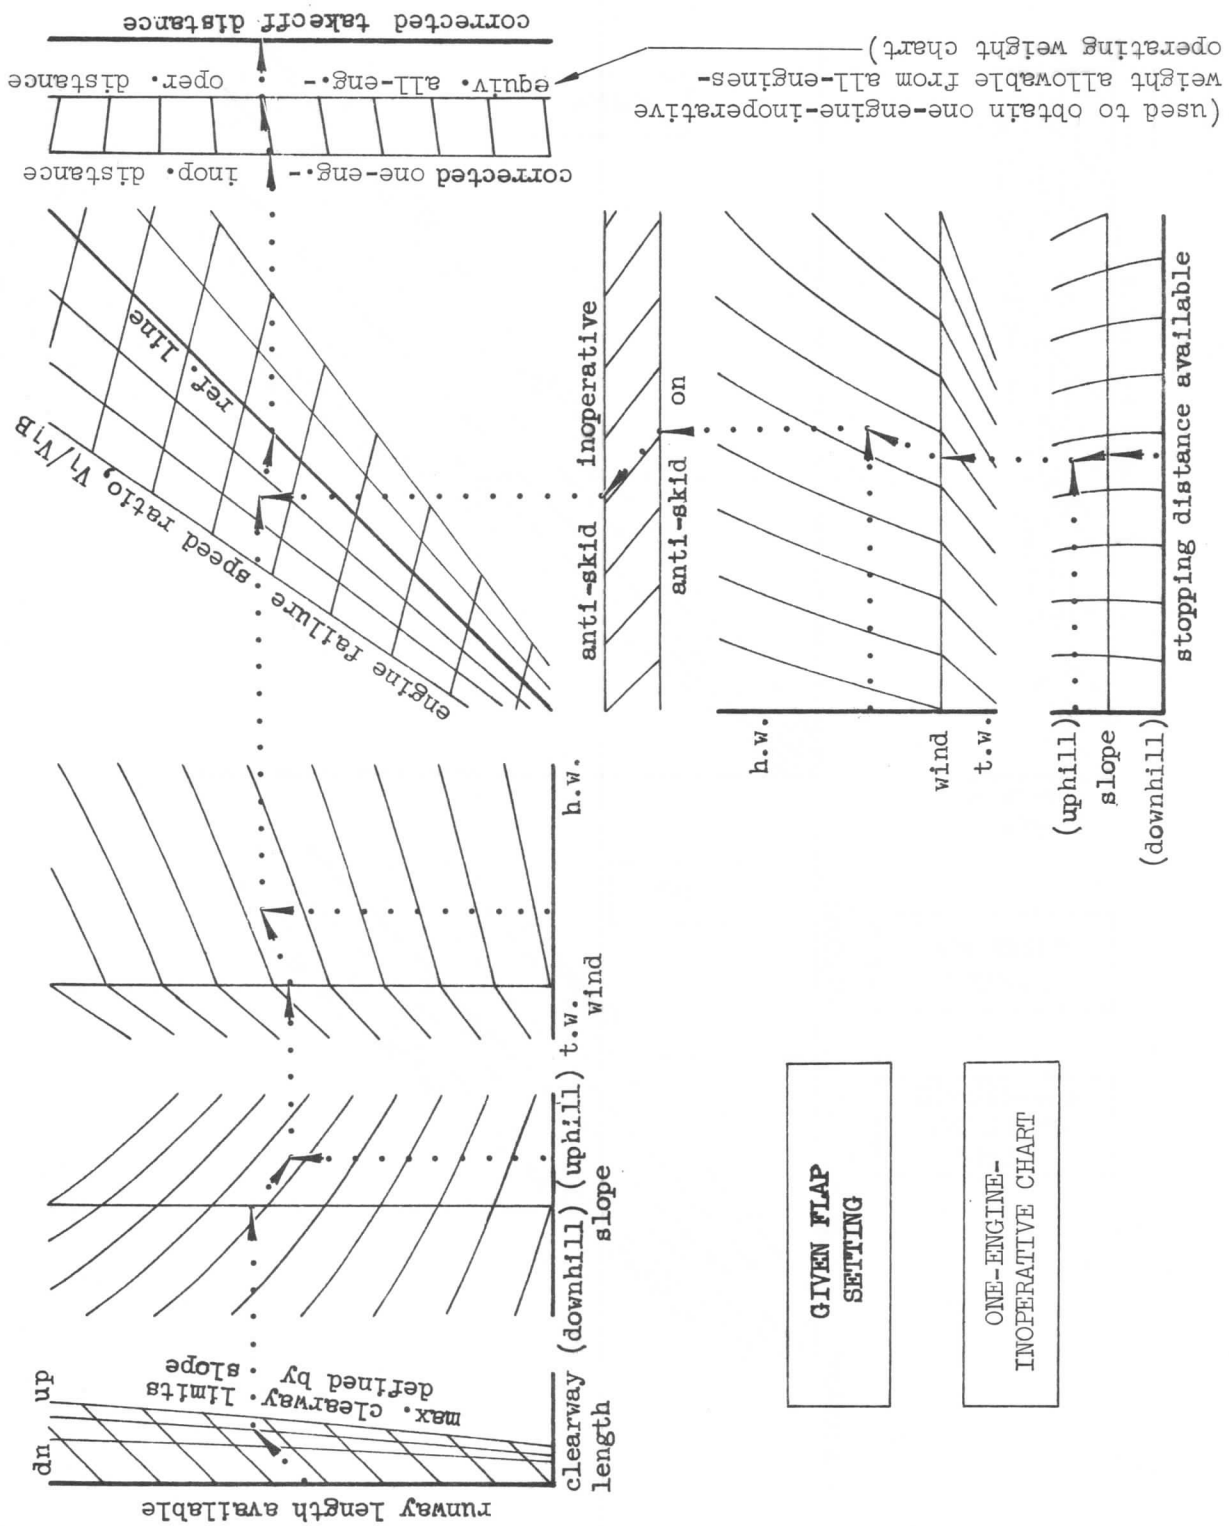 corrected takeoff distance
equiv. all-eng.- oper. distance
corrected one-eng.- inop. distance
(used to obtain one-engine-inoperative
weight allowable from all-engines-
operating weight chart)
ref. line
engine failure speed ratio, V₁/V₁B
anti-skid inoperative
anti-skid on
h.w.
wind
t.w.
(uphill)
slope
(downhill)
stopping distance available
h.w.
wind
t.w.
(uphill)
slope
(downhill)
up
dn
max. clearway limits
defined by
slope
clearway
length
runway length available
GIVEN FLAP
SETTING
ONE-ENGINE-
INOPERATIVE CHART